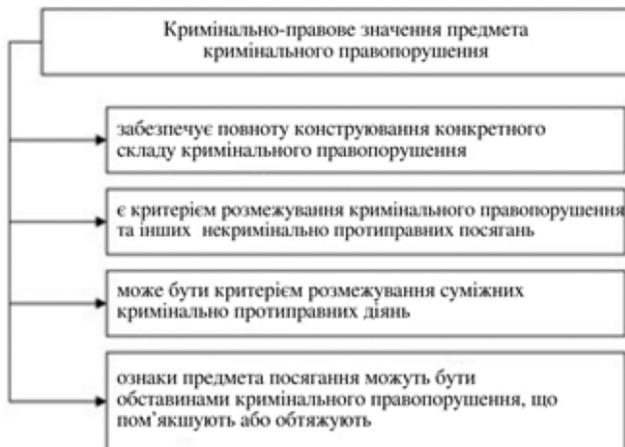 Кримінально-правове значення предмета
кримінального правопорушення
забезпечує повноту конструювання конкретного
складу кримінального правопорушення
є критерієм розмежування кримінального правопорушення
та інших некримінально протиправних посягань
може бути критерієм розмежування суміжних
кримінально протиправних діянь
ознаки предмета посягання можуть бути
обставинами кримінального правопорушення, що
пом’якшують або обтяжують